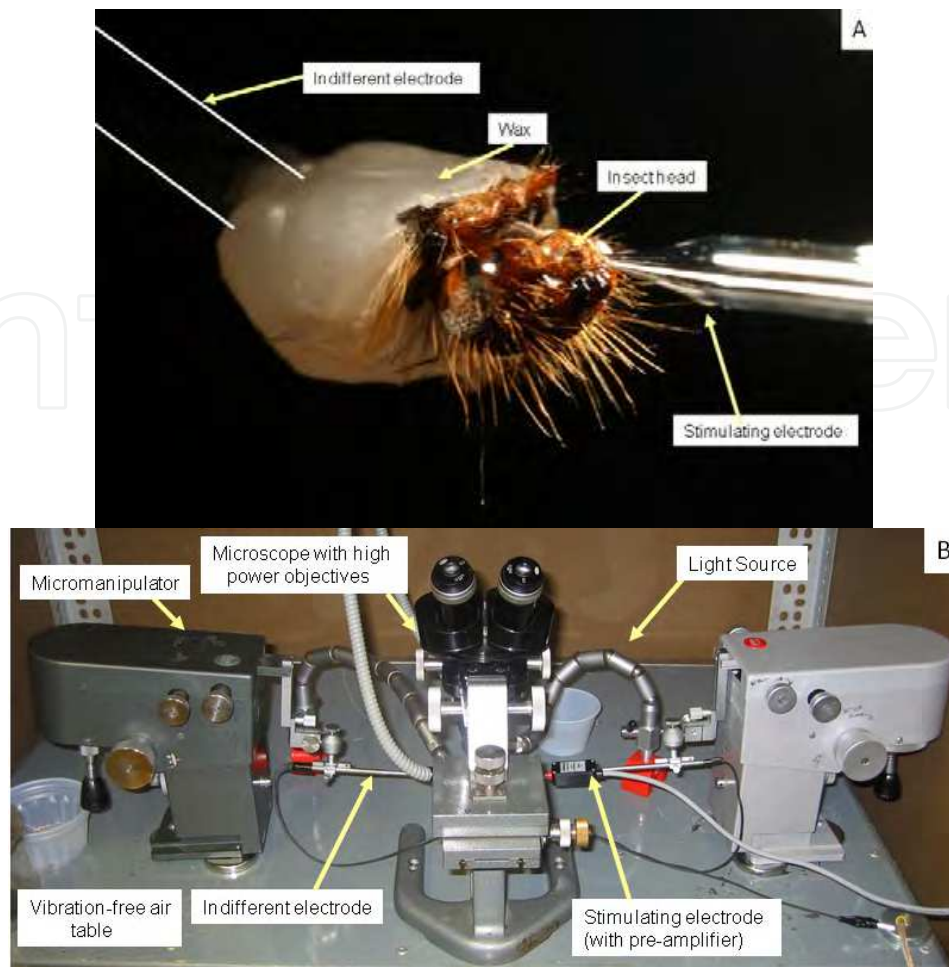 A
Indifferent electrode
Wax
Insect head
Stimulating electrode
B
Microscope with high
power objectives
Light Source
Micromanipulator
Vibration-free air
table
Indifferent electrode
Stimulating electrode
(with pre-amplifier)